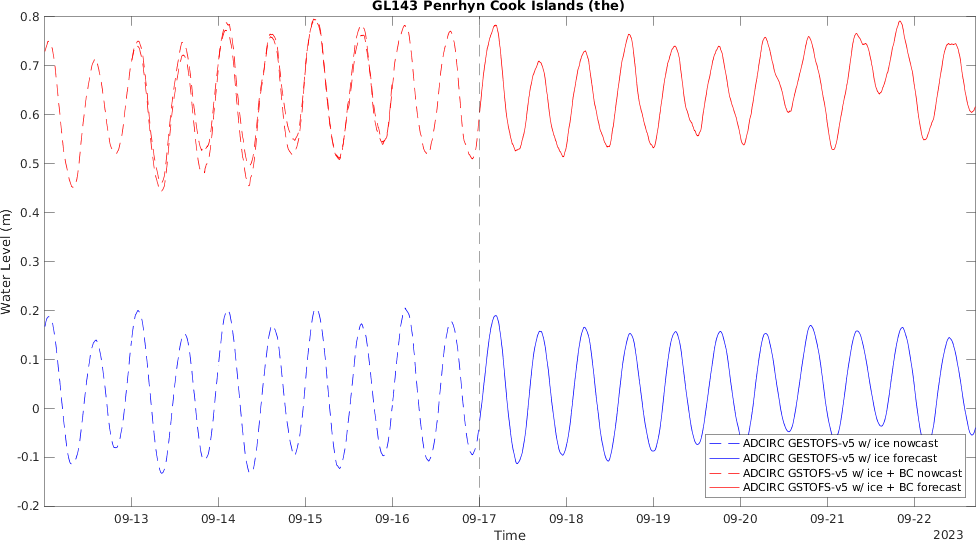 GL143 Penrhyn Cook Islands (the)
Water Level (m)
0.8
0.7
0.6
0.5
0.4
0.3
0.2
0.1
0
-0.1
-0.2
ADCIRC GESTOFS-v5 w/ ice nowcast
ADCIRC GESTOFS-v5 w/ ice forecast
ADCIRC GSTOFS-v5 w/ ice + BC nowcast
ADCIRC GSTOFS-v5 w/ ice + BC forecast
09-13 09-14 09-15 09-16 09-17 09-18 09-19 09-20 09-21 09-22
Time
2023